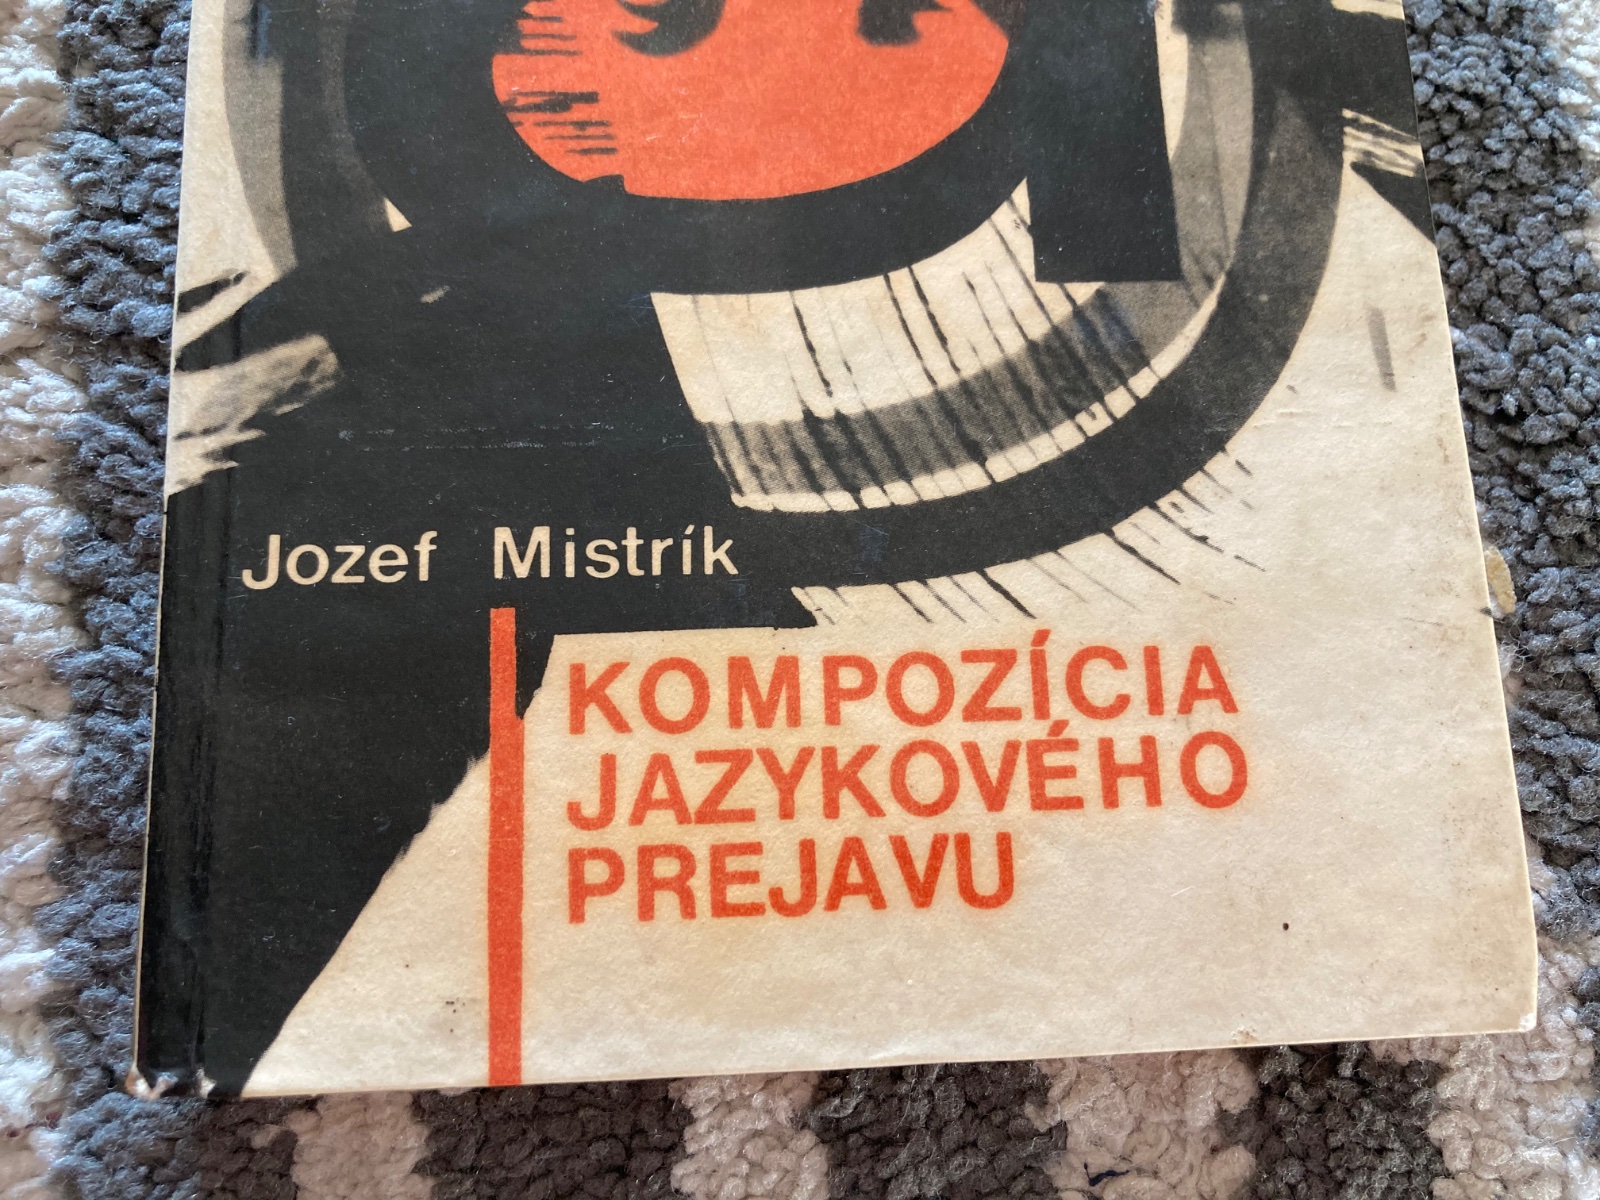 Jozef Mistrík
KOMPOZÍCIA
JAZYKOVÉHO
PREJAVU